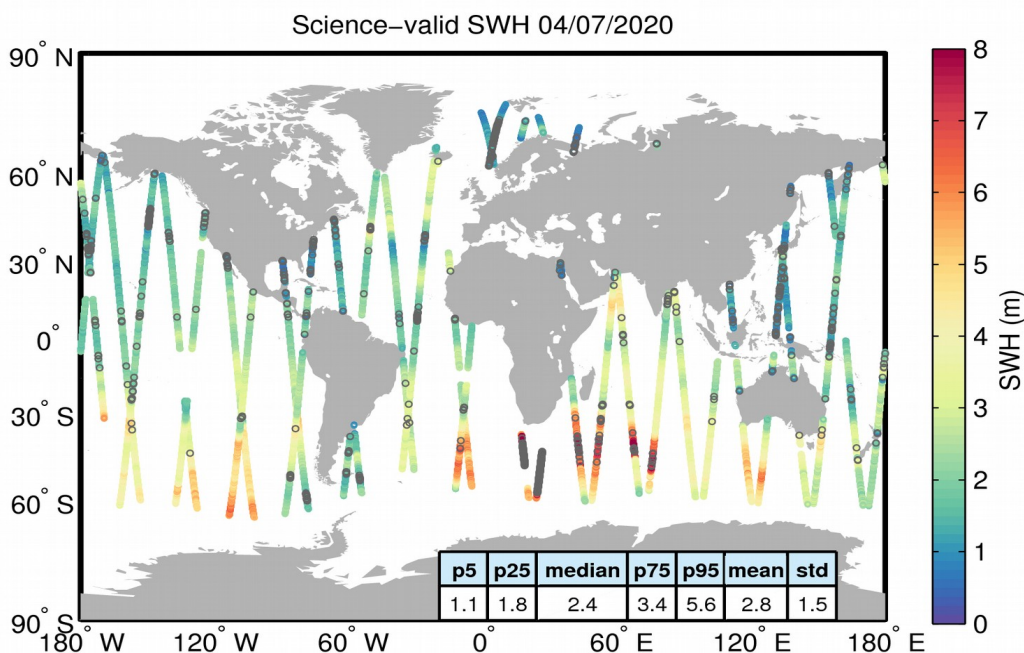 Science−valid SWH 04/07/2020
90° N
60° N
30° N
0°
30° S
60° S
90° S
180° W
120° W
60° W
0°
60° E
120° E
180° E
p5 p25 median p75 p95 mean std
1.1 1.8 2.4 3.4 5.6 2.8 1.5
8
7
6
5
4
3
2
1
0
SWH (m)